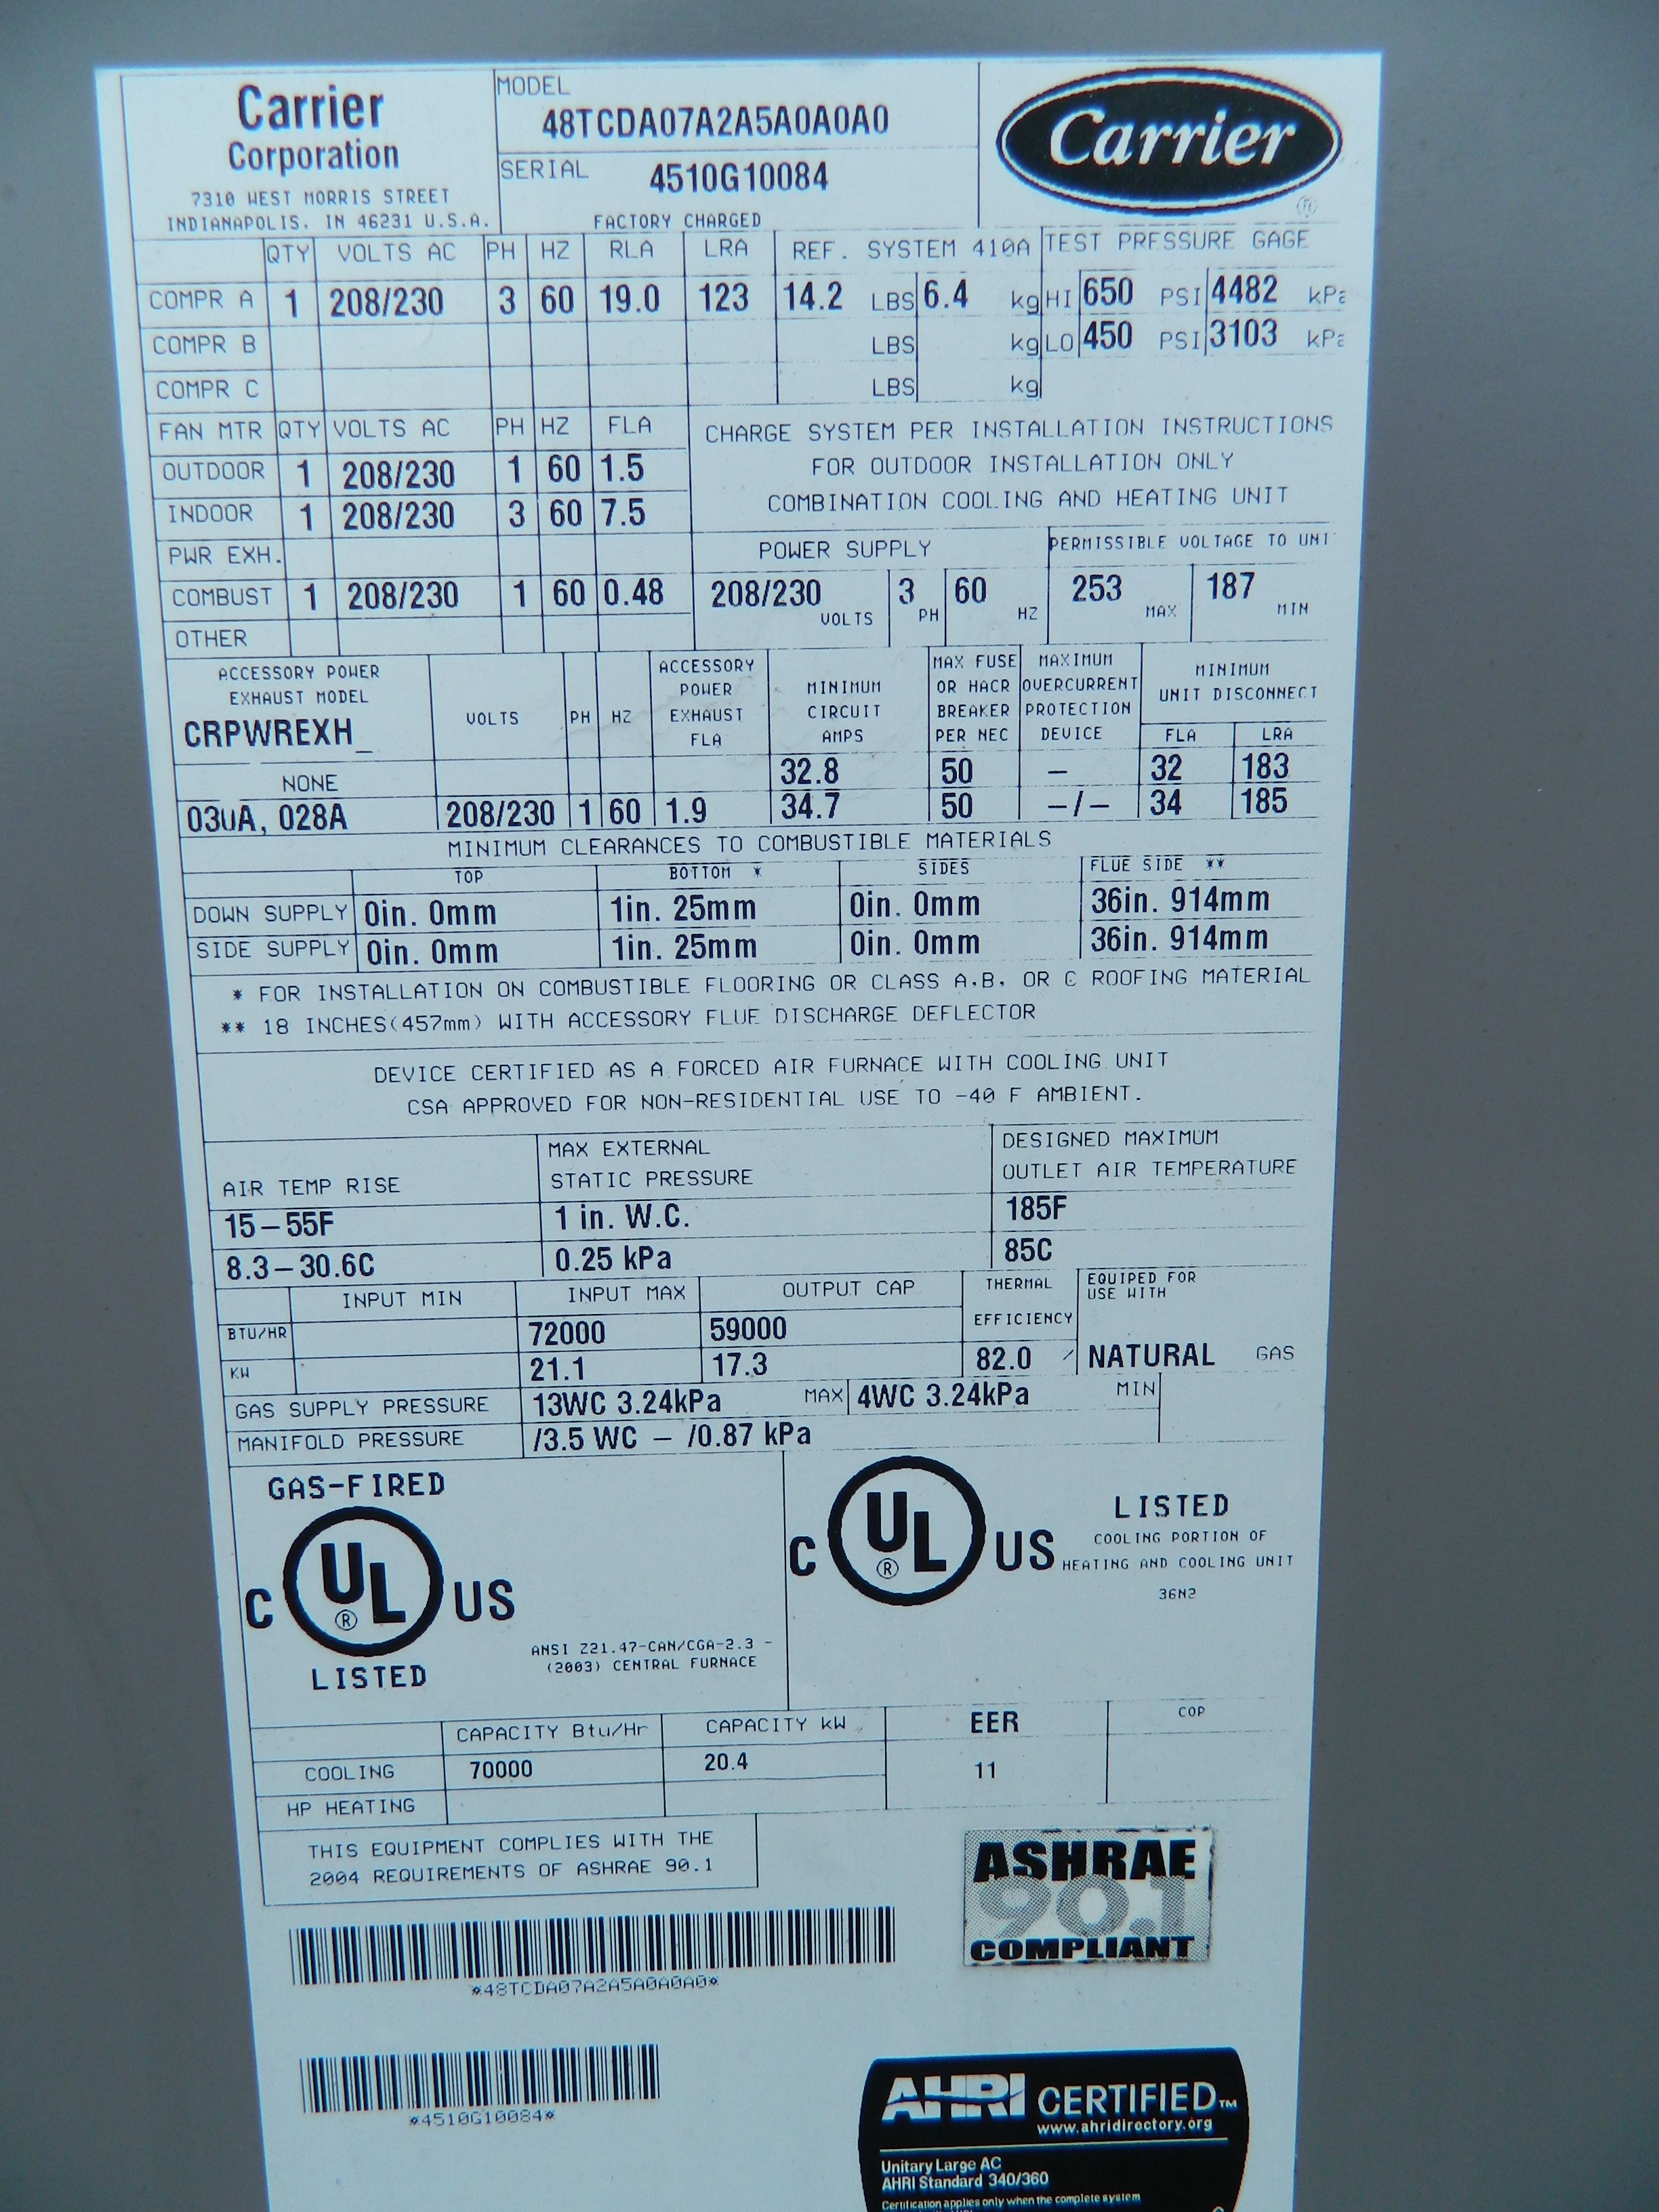 Carrier
Corporation
7310 WEST MORRIS STREET
INDIANAPOLIS, IN 46231 U.S.A.
MODEL
48TCDA07A2A5A0A0A0
SERIAL 4510G10084
FACTORY CHARGED
Carrier
®
QTY VOLTS AC PH HZ RLA LRA REF. SYSTEM 410A TEST PRESSURE GAGE
COMPR A 1 208/230 3 60 19.0 123 14.2 LBS 6.4 kg HI 650 PSI 4482 kPa
COMPR B LBS kg LO 450 PSI 3103 kPa
COMPR C LBS kg
FAN MTR QTY VOLTS AC PH HZ FLA
OUTDOOR 1 208/230 1 60 1.5
INDOOR 1 208/230 3 60 7.5
PWR EXH.
COMBUST 1 208/230 1 60 0.48
OTHER
CHARGE SYSTEM PER INSTALLATION INSTRUCTIONS
FOR OUTDOOR INSTALLATION ONLY
COMBINATION COOLING AND HEATING UNIT
POWER SUPPLY PERMISSIBLE VOLTAGE TO UNI
208/230 VOLTS 3 PH 60 HZ 253 MAX 187 MIN
ACCESSORY POWER
EXHAUST MODEL
CRPWREXH_
VOLTS PH HZ
ACCESSORY
POWER
EXHAUST
FLA
MINIMUM
CIRCUIT
AMPS
MAX FUSE
OR HACR
BREAKER
PER NEC
MAXIMUM
OVERCURRENT
PROTECTION
DEVICE
MINIMUM
UNIT DISCONNECT
FLA LRA
NONE 32.8 50 – 32 183
030A, 028A 208/230 1 60 1.9 34.7 50 –/– 34 185
MINIMUM CLEARANCES TO COMBUSTIBLE MATERIALS
TOP BOTTOM * SIDES FLUE SIDE **
DOWN SUPPLY 0in. 0mm 1in. 25mm 0in. 0mm 36in. 914mm
SIDE SUPPLY 0in. 0mm 1in. 25mm 0in. 0mm 36in. 914mm
* FOR INSTALLATION ON COMBUSTIBLE FLOORING OR CLASS A.B. OR C ROOFING MATERIAL
** 18 INCHES(457mm) WITH ACCESSORY FLUE DISCHARGE DEFLECTOR
DEVICE CERTIFIED AS A FORCED AIR FURNACE WITH COOLING UNIT
CSA APPROVED FOR NON-RESIDENTIAL USE TO -40 F AMBIENT.
AIR TEMP RISE
15–55F
8.3–30.6C
MAX EXTERNAL
STATIC PRESSURE
1 in. W.C.
0.25 kPa
DESIGNED MAXIMUM
OUTLET AIR TEMPERATURE
185F
85C
INPUT MIN INPUT MAX OUTPUT CAP THERMAL EFFICIENCY
BTU/HR 72000 59000
KW 21.1 17.3 82.0 %
EQUIPED FOR
USE WITH
NATURAL GAS
GAS SUPPLY PRESSURE 13WC 3.24kPa MAX 4WC 3.24kPa MIN
MANIFOLD PRESSURE /3.5 WC – /0.87 kPa
GAS-FIRED
C UL ® US
LISTED
ANSI Z21.47-CAN/CGA-2.3 -
(2003) CENTRAL FURNACE
C UL ® US
LISTED
COOLING PORTION OF
HEATING AND COOLING UNIT
36N2
CAPACITY Btu/Hr CAPACITY kW EER COP
COOLING 70000 20.4 11
HP HEATING
THIS EQUIPMENT COMPLIES WITH THE
2004 REQUIREMENTS OF ASHRAE 90.1
ASHRAE
90.1
COMPLIANT
*48TCDA07A2A5A0A0A0*
*4510G10084*
AHRI CERTIFIED™
www.ahridirectory.org
Unitary Large AC
AHRI Standard 340/360
Certification applies only when the complete system